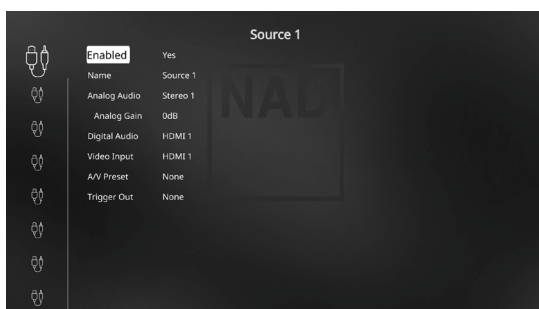 Source 1
Enabled Yes
Name Source 1
Analog Audio Stereo 1
Analog Gain 0dB
Digital Audio HDMI 1
Video Input HDMI 1
A/V Preset None
Trigger Out None
NAD